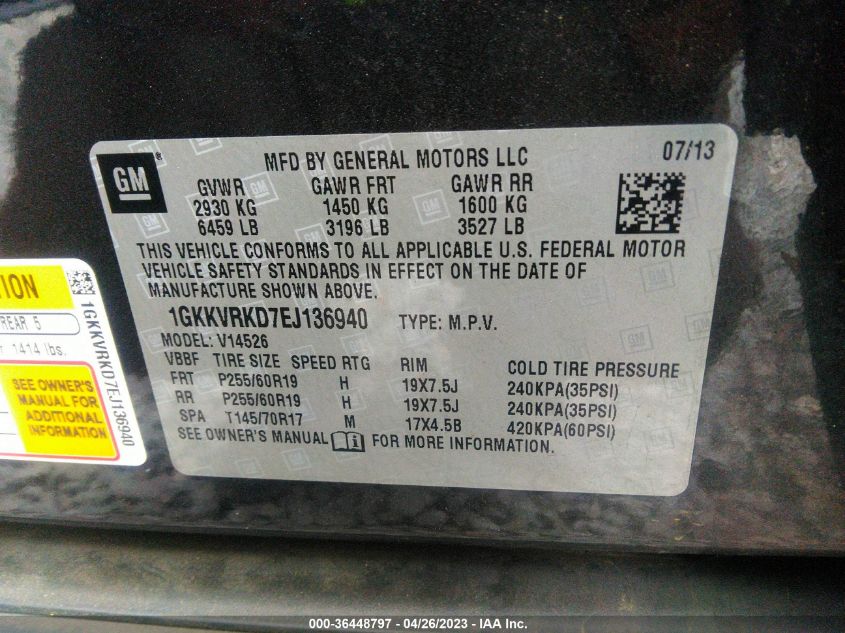 GM
MFD BY GENERAL MOTORS LLC
07/13
GVWR GAWR FRT GAWR RR
2930 KG 1450 KG 1600 KG
6459 LB 3196 LB 3527 LB
THIS VEHICLE CONFORMS TO ALL APPLICABLE U.S. FEDERAL MOTOR
VEHICLE SAFETY STANDARDS IN EFFECT ON THE DATE OF
MANUFACTURE SHOWN ABOVE.
1GKKVRKD7EJ136940 TYPE: M.P.V.
MODEL: V14526
VBBF TIRE SIZE SPEED RTG RIM COLD TIRE PRESSURE
FRT P255/60R19 H 19X7.5J 240KPA(35PSI)
RR P255/60R19 H 19X7.5J 240KPA(35PSI)
SPA T145/70R17 M 17X4.5B 420KPA(60PSI)
SEE OWNER'S MANUAL FOR MORE INFORMATION.
REAR 5
1414 lbs.
SEE OWNER'S
MANUAL FOR
ADDITIONAL
INFORMATION
1GKKVRKD7EJ136940
000-36448797 - 04/26/2023 - IAA Inc.